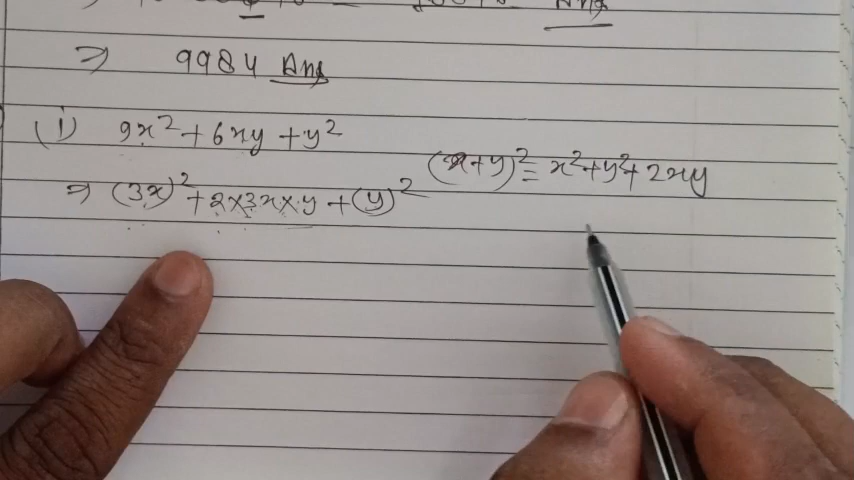 ⇒ 9984 Ans
(i) 9x² + 6xy + y²
(x+y)² = x² + y² + 2xy
⇒ (3x)² + 2×3x×y + (y)²